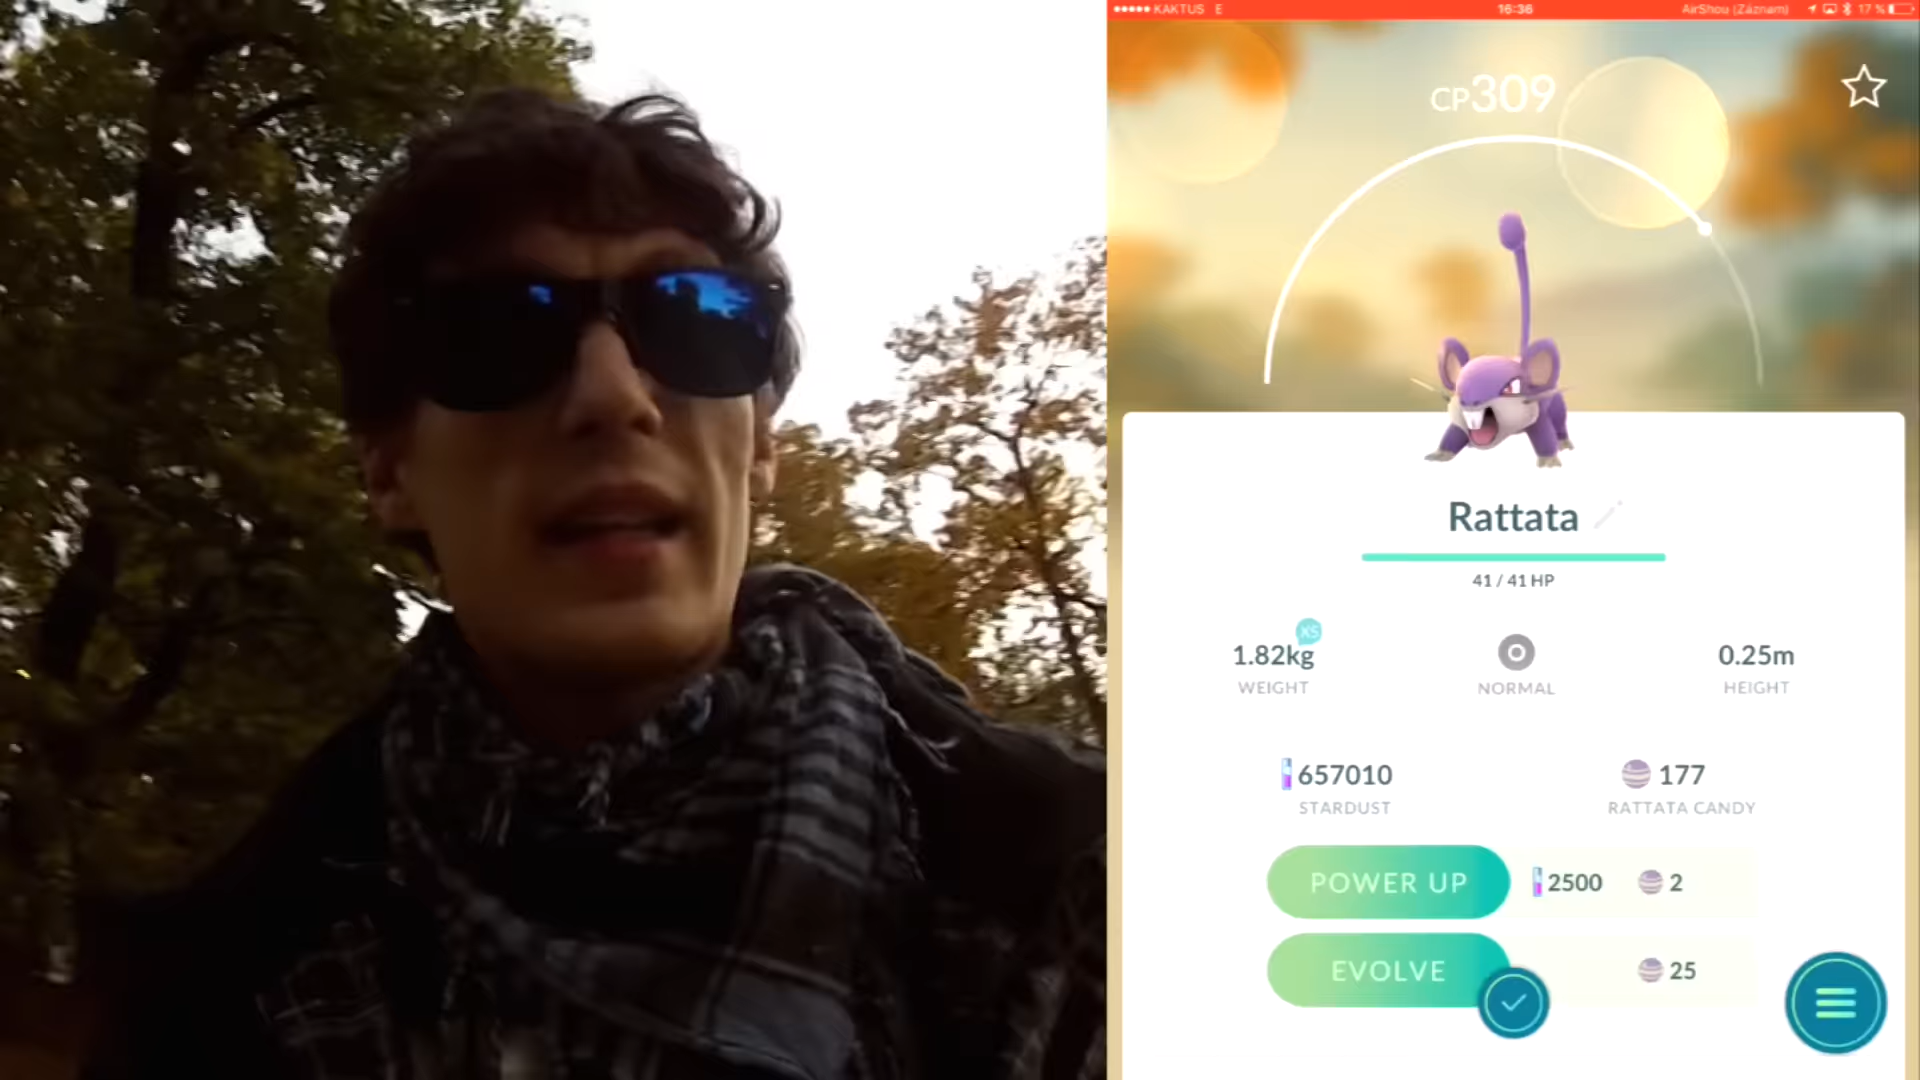 KAKTUS E 16:36 AirShou (Záznam) 17 %
CP309
Rattata
41 / 41 HP
XS
1.82kg 0.25m
WEIGHT NORMAL HEIGHT
657010 177
STARDUST RATTATA CANDY
POWER UP 2500 2
EVOLVE 25